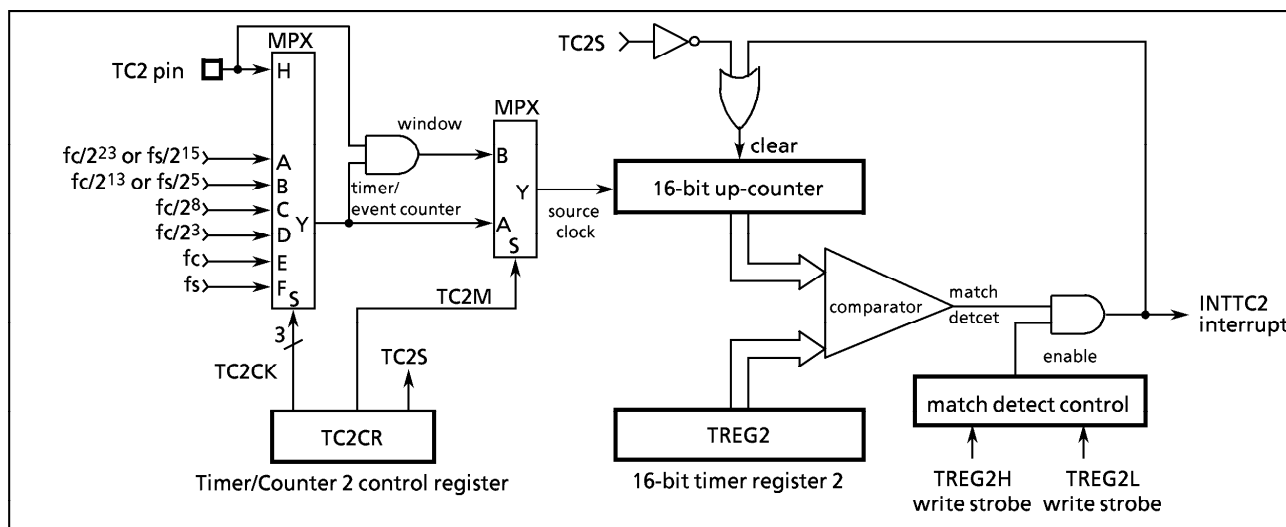 MPX
TC2 pin
H
fc/2²³ or fs/2¹⁵
A
fc/2¹³ or fs/2⁵
B
fc/2⁸
C
Y
fc/2³
D
fc
E
fs
F
S
3
TC2CK
window
timer/
event counter
MPX
B
Y
A
S
TC2M
TC2S
source
clock
TC2S
clear
16-bit up-counter
comparator
match
detcet
enable
INTTC2
interrupt
match detect control
TREG2H
write strobe
TREG2L
write strobe
TC2CR
Timer/Counter 2 control register
TREG2
16-bit timer register 2